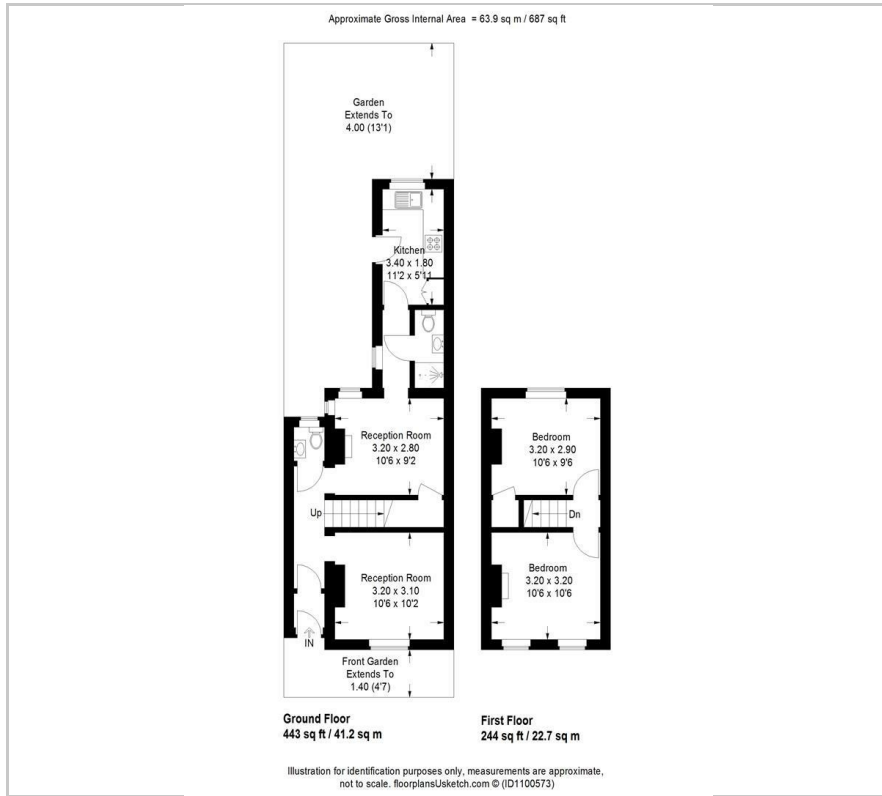 Approximate Gross Internal Area = 63.9 sq m / 687 sq ft
Garden
Extends To
4.00 (13'1)
Kitchen
3.40 x 1.80
11'2 x 5'11
Reception Room
3.20 x 2.80
10'6 x 9'2
Up
Reception Room
3.20 x 3.10
10'6 x 10'2
IN
Front Garden
Extends To
1.40 (4'7)
Ground Floor
443 sq ft / 41.2 sq m
Bedroom
3.20 x 2.90
10'6 x 9'6
Dn
Bedroom
3.20 x 3.20
10'6 x 10'6
First Floor
244 sq ft / 22.7 sq m
Illustration for identification purposes only, measurements are approximate,
not to scale. floorplansUsketch.com © (ID1100573)